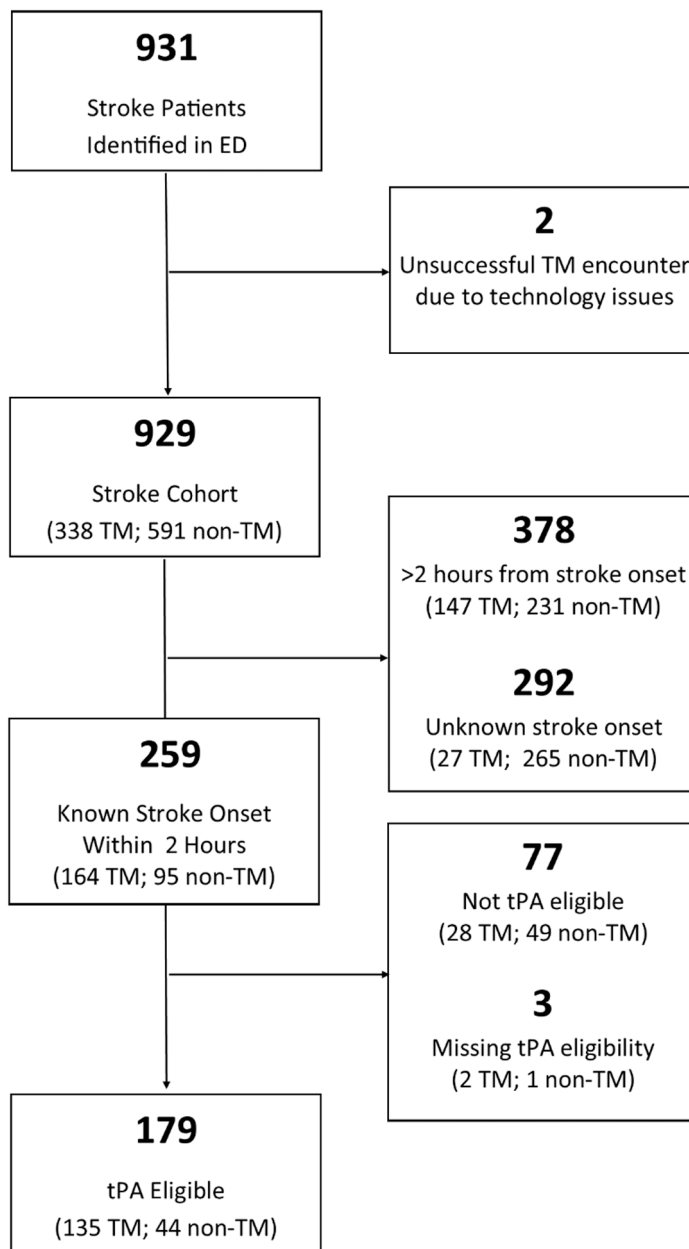 931
Stroke Patients
Identified in ED
2
Unsuccessful TM encounter
due to technology issues
929
Stroke Cohort
(338 TM; 591 non-TM)
378
>2 hours from stroke onset
(147 TM; 231 non-TM)
292
Unknown stroke onset
(27 TM;  265 non-TM)
259
Known Stroke Onset
Within  2 Hours
(164 TM; 95 non-TM)
77
Not tPA eligible
(28 TM; 49 non-TM)
3
Missing tPA eligibility
(2 TM; 1 non-TM)
179
tPA Eligible
(135 TM; 44 non-TM)